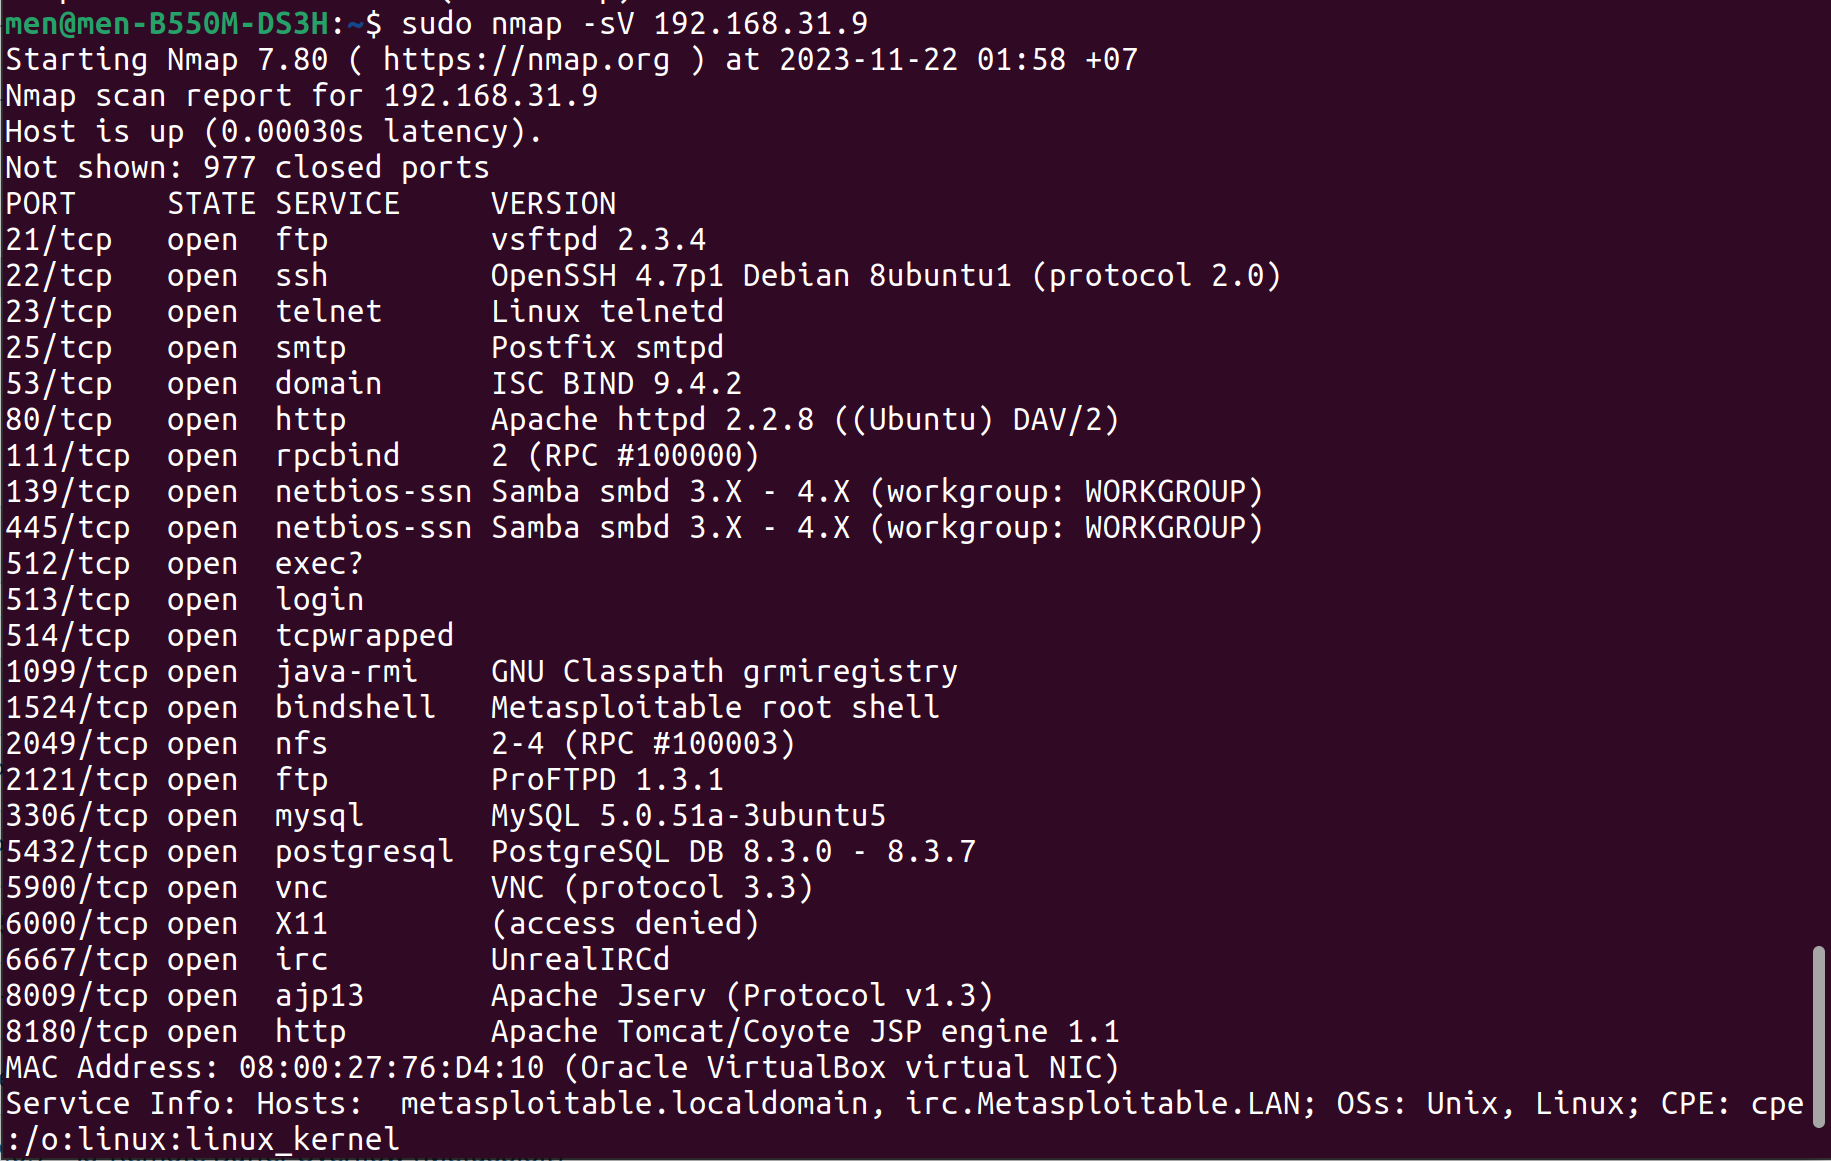 men@men-B550M-DS3H:~$ sudo nmap -sV 192.168.31.9
Starting Nmap 7.80 ( https://nmap.org ) at 2023-11-22 01:58 +07
Nmap scan report for 192.168.31.9
Host is up (0.00030s latency).
Not shown: 977 closed ports
PORT     STATE SERVICE     VERSION
21/tcp   open  ftp         vsftpd 2.3.4
22/tcp   open  ssh         OpenSSH 4.7p1 Debian 8ubuntu1 (protocol 2.0)
23/tcp   open  telnet      Linux telnetd
25/tcp   open  smtp        Postfix smtpd
53/tcp   open  domain      ISC BIND 9.4.2
80/tcp   open  http        Apache httpd 2.2.8 ((Ubuntu) DAV/2)
111/tcp  open  rpcbind     2 (RPC #100000)
139/tcp  open  netbios-ssn Samba smbd 3.X - 4.X (workgroup: WORKGROUP)
445/tcp  open  netbios-ssn Samba smbd 3.X - 4.X (workgroup: WORKGROUP)
512/tcp  open  exec?
513/tcp  open  login
514/tcp  open  tcpwrapped
1099/tcp open  java-rmi    GNU Classpath grmiregistry
1524/tcp open  bindshell   Metasploitable root shell
2049/tcp open  nfs         2-4 (RPC #100003)
2121/tcp open  ftp         ProFTPD 1.3.1
3306/tcp open  mysql       MySQL 5.0.51a-3ubuntu5
5432/tcp open  postgresql  PostgreSQL DB 8.3.0 - 8.3.7
5900/tcp open  vnc         VNC (protocol 3.3)
6000/tcp open  X11         (access denied)
6667/tcp open  irc         UnrealIRCd
8009/tcp open  ajp13       Apache Jserv (Protocol v1.3)
8180/tcp open  http        Apache Tomcat/Coyote JSP engine 1.1
MAC Address: 08:00:27:76:D4:10 (Oracle VirtualBox virtual NIC)
Service Info: Hosts:  metasploitable.localdomain, irc.Metasploitable.LAN; OSs: Unix, Linux; CPE: cpe
:/o:linux:linux_kernel